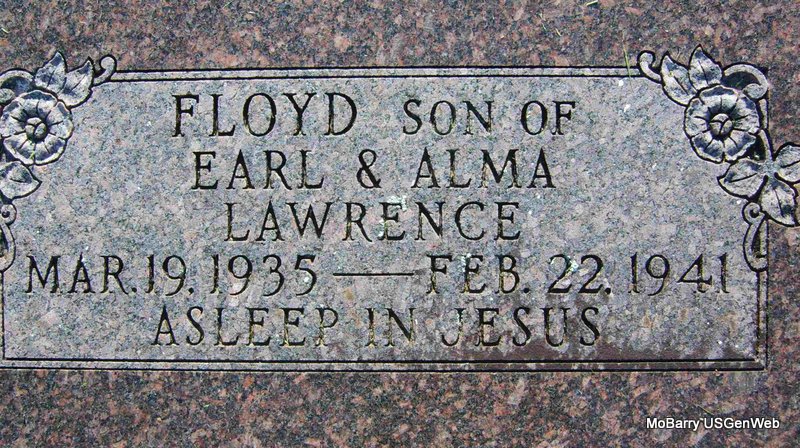 FLOYD SON OF
EARL & ALMA
LAWRENCE
MAR. 19, 1935 — FEB. 22, 1941
ASLEEP IN JESUS
MoBarry~USGenWeb